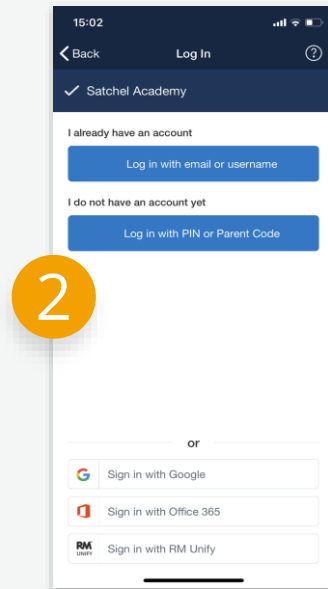 15:02
Back
Log In
?
Satchel Academy
I already have an account
Log in with email or username
I do not have an account yet
Log in with PIN or Parent Code
2
or
G Sign in with Google
Sign in with Office 365
RM
UNIFY
Sign in with RM Unify